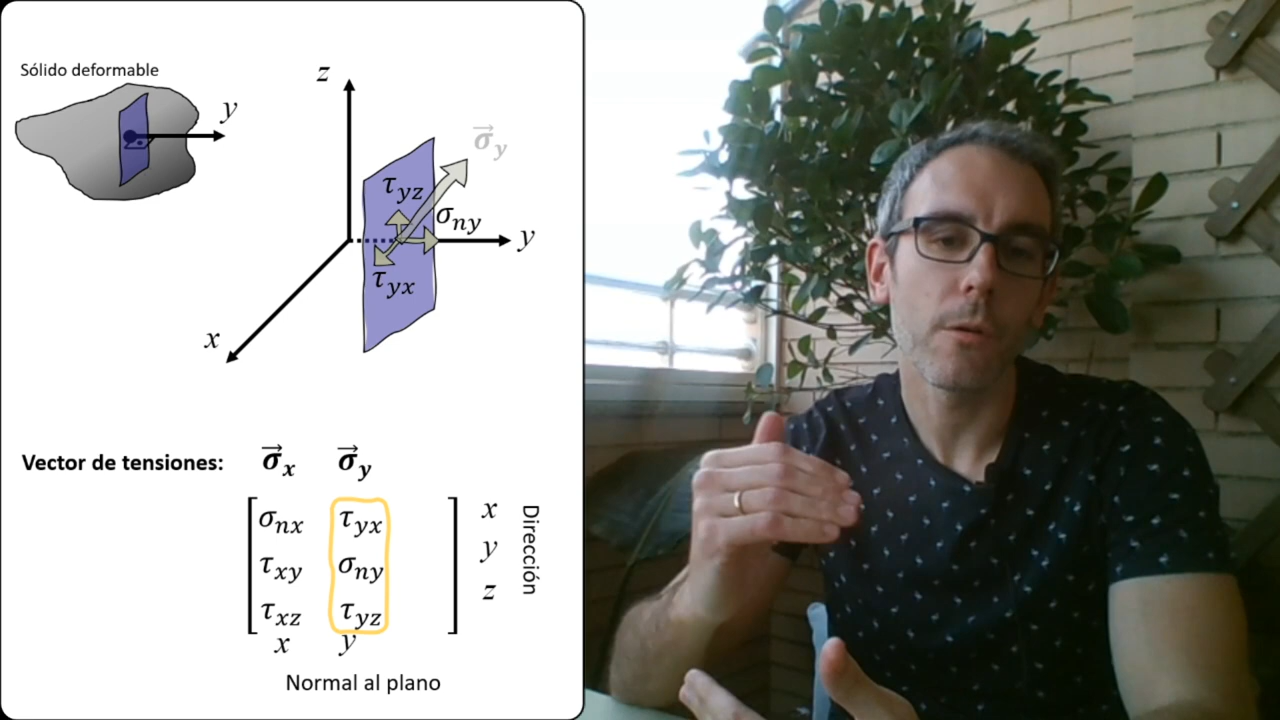 Sólido deformable
y
z
σ⃗y
τyz
σny
y
τyx
x
Vector de tensiones: σ⃗x σ⃗y
σnx τyx x
τxy σny y
τxz τyz z
x y
Dirección
Normal al plano